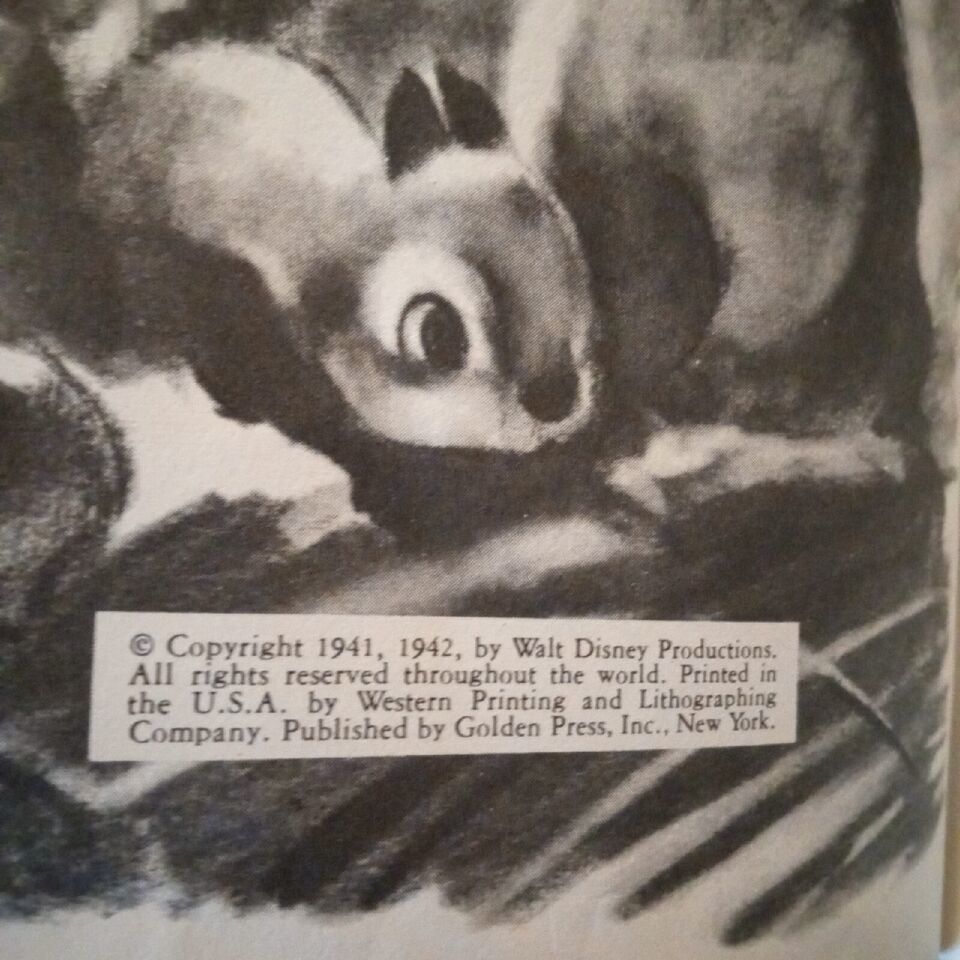 © Copyright 1941, 1942, by Walt Disney Productions.
All rights reserved throughout the world. Printed in
the U.S.A. by Western Printing and Lithographing
Company. Published by Golden Press, Inc., New York.